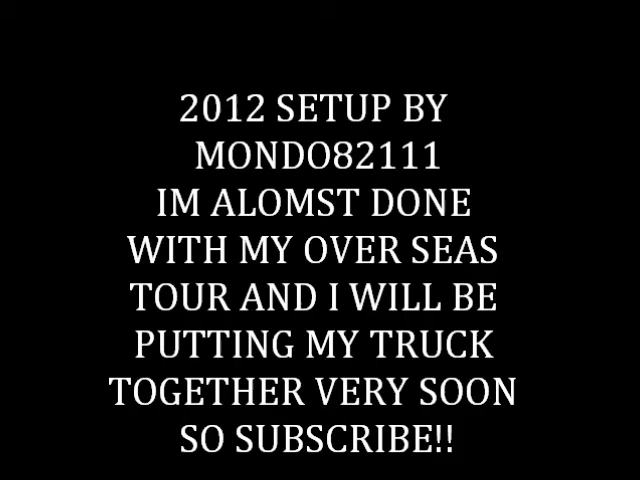 2012 SETUP BY
MONDO82111
IM ALOMST DONE
WITH MY OVER SEAS
TOUR AND I WILL BE
PUTTING MY TRUCK
TOGETHER VERY SOON
SO SUBSCRIBE!!